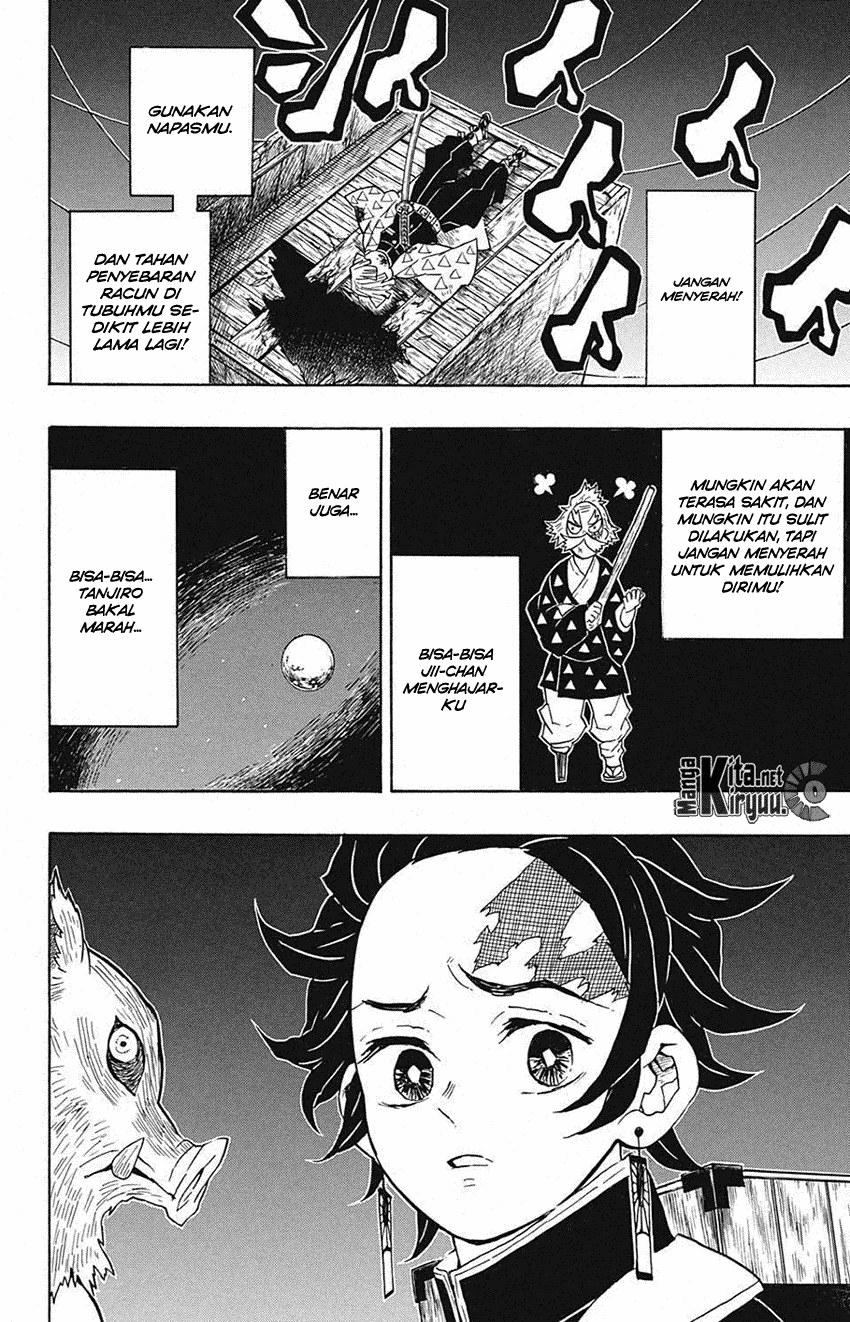 GUNAKAN
NAPASMU.
DAN TAHAN
PENYEBARAN
RACUN DI
TUBUHMU SE-
DIKIT LEBIH
LAMA LAGI!
JANGAN
MENYERAH!
BENAR
JUGA...
BISA-BISA...
TANJIRO
BAKAL
MARAH...
MUNGKIN AKAN
TERASA SAKIT, DAN
MUNGKIN ITU SULIT
DILAKUKAN, TAPI
JANGAN MENYERAH
UNTUK MEMULIHKAN
DIRIMU!
BISA-BISA
JII-CHAN
MENGHAJAR-
KU
MangaKita.net
Kiryuu.